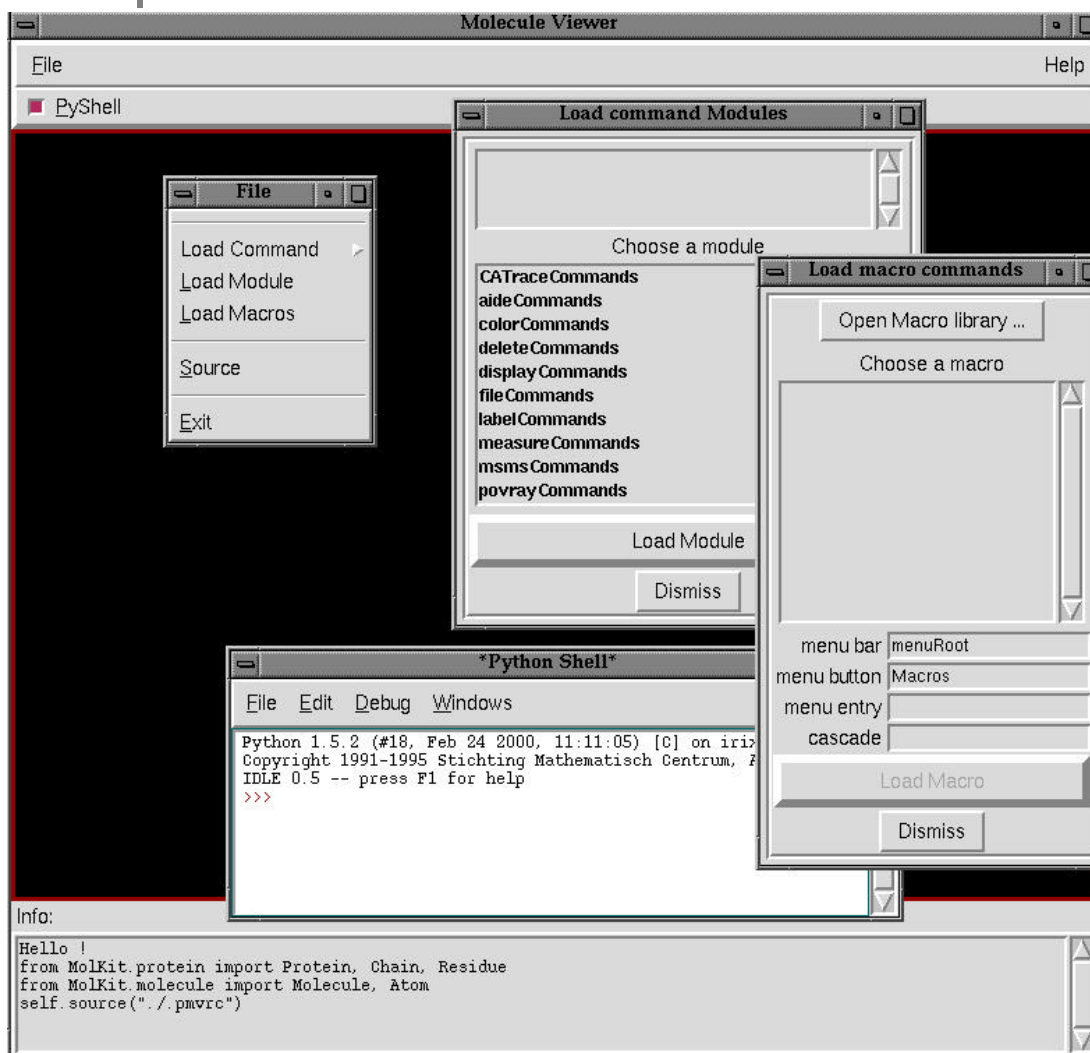 Molecule Viewer
File
Help
PyShell
Load command Modules
File
Load Command
Load Module
Load Macros
Source
Exit
Choose a module
CATraceCommands
aideCommands
colorCommands
deleteCommands
displayCommands
fileCommands
labelCommands
measureCommands
msmsCommands
povrayCommands
Load Module
Dismiss
Load macro commands
Open Macro library ...
Choose a macro
menu bar menuRoot
menu button Macros
menu entry
cascade
Load Macro
Dismiss
*Python Shell*
File Edit Debug Windows
Python 1.5.2 (#18, Feb 24 2000, 11:11:05) [C] on
Copyright 1991-1995 Stichting Mathematisch Centrum,
IDLE 0.5 -- press F1 for help
>>>
Info:
Hello !
from MolKit.protein import Protein, Chain, Residue
from MolKit.molecule import Molecule, Atom
self.source("./.pmvrc")